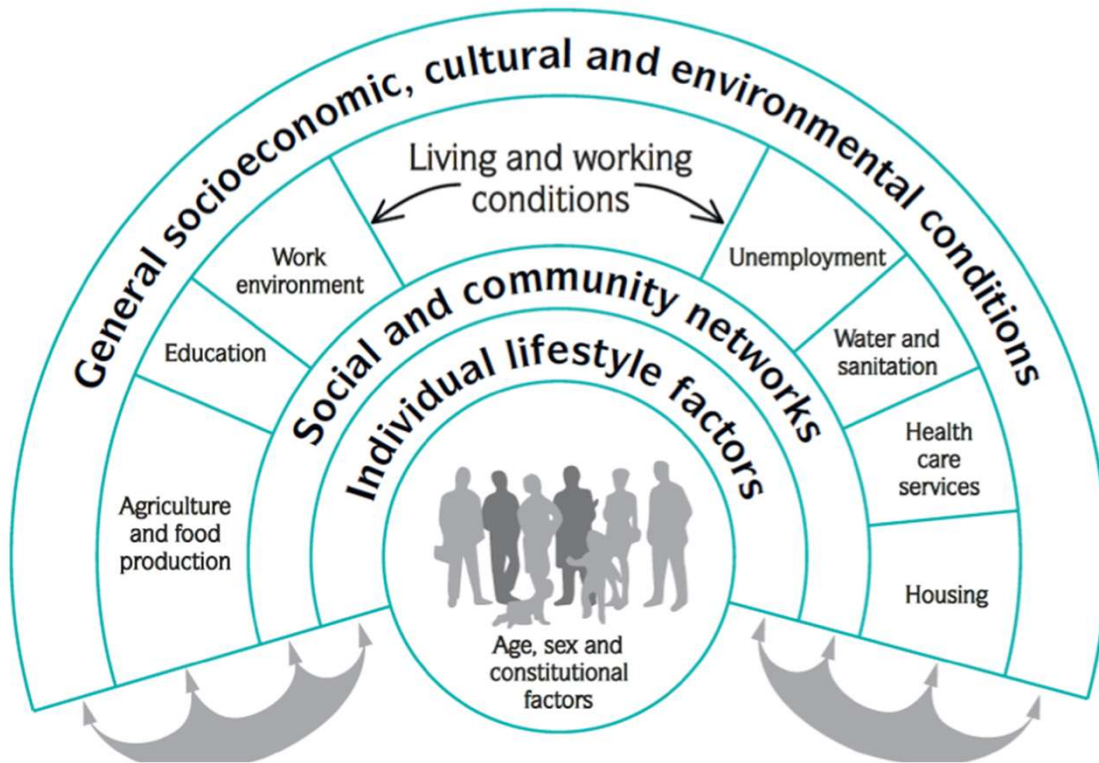 General socioeconomic, cultural and environmental conditions
Living and working
conditions
Work
environment
Unemployment
Education
Water and
sanitation
Agriculture
and food
production
Health
care
services
Housing
Social and community networks
Individual lifestyle factors
Age, sex and
constitutional
factors